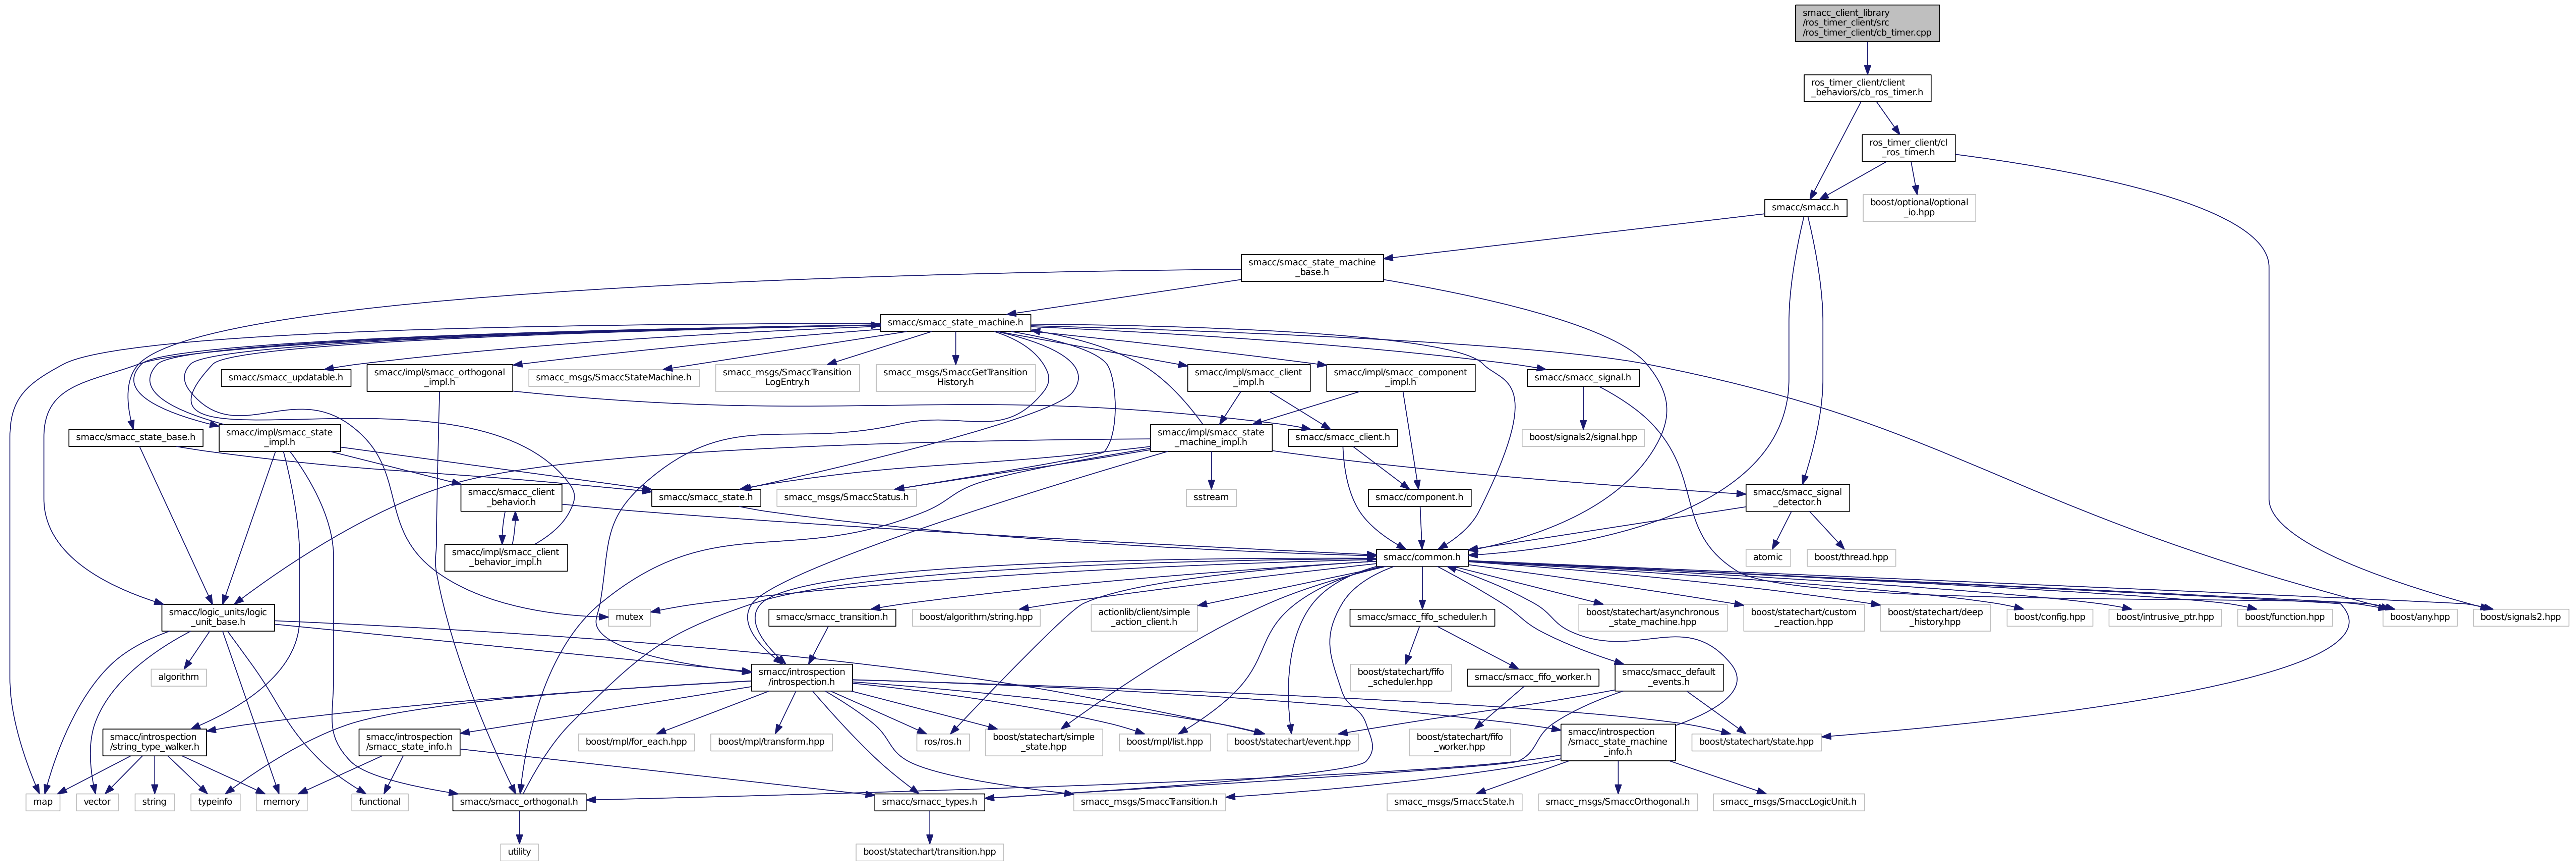 smacc_client_library
/ros_timer_client/src
/ros_timer_client/cb_timer.cpp
ros_timer_client/client
_behaviors/cb_ros_timer.h
ros_timer_client/cl
_ros_timer.h
smacc/smacc.h
boost/optional/optional
_io.hpp
smacc/smacc_state_machine
_base.h
smacc/smacc_state_machine.h
smacc/smacc_updatable.h
smacc/impl/smacc_orthogonal
_impl.h
smacc_msgs/SmaccStateMachine.h
smacc_msgs/SmaccTransition
LogEntry.h
smacc_msgs/SmaccGetTransition
History.h
smacc/impl/smacc_client
_impl.h
smacc/impl/smacc_component
_impl.h
smacc/smacc_signal.h
smacc/smacc_state_base.h
smacc/impl/smacc_state
_impl.h
smacc/impl/smacc_state
_machine_impl.h
smacc/smacc_client.h
boost/signals2/signal.hpp
smacc/smacc_client
_behavior.h
smacc/smacc_state.h
smacc_msgs/SmaccStatus.h
sstream
smacc/component.h
smacc/smacc_signal
_detector.h
smacc/impl/smacc_client
_behavior_impl.h
smacc/common.h
atomic
boost/thread.hpp
smacc/logic_units/logic
_unit_base.h
mutex
smacc/smacc_transition.h
boost/algorithm/string.hpp
actionlib/client/simple
_action_client.h
smacc/smacc_fifo_scheduler.h
boost/statechart/asynchronous
_state_machine.hpp
boost/statechart/custom
_reaction.hpp
boost/statechart/deep
_history.hpp
boost/config.hpp
boost/intrusive_ptr.hpp
boost/function.hpp
boost/any.hpp
boost/signals2.hpp
algorithm
smacc/introspection
/introspection.h
boost/statechart/fifo
_scheduler.hpp
smacc/smacc_fifo_worker.h
smacc/smacc_default
_events.h
smacc/introspection
/string_type_walker.h
smacc/introspection
/smacc_state_info.h
boost/mpl/for_each.hpp
boost/mpl/transform.hpp
ros/ros.h
boost/statechart/simple
_state.hpp
boost/mpl/list.hpp
boost/statechart/event.hpp
boost/statechart/fifo
_worker.hpp
smacc/introspection
/smacc_state_machine
_info.h
boost/statechart/state.hpp
map
vector
string
typeinfo
memory
functional
smacc/smacc_orthogonal.h
smacc/smacc_types.h
smacc_msgs/SmaccTransition.h
smacc_msgs/SmaccState.h
smacc_msgs/SmaccOrthogonal.h
smacc_msgs/SmaccLogicUnit.h
utility
boost/statechart/transition.hpp